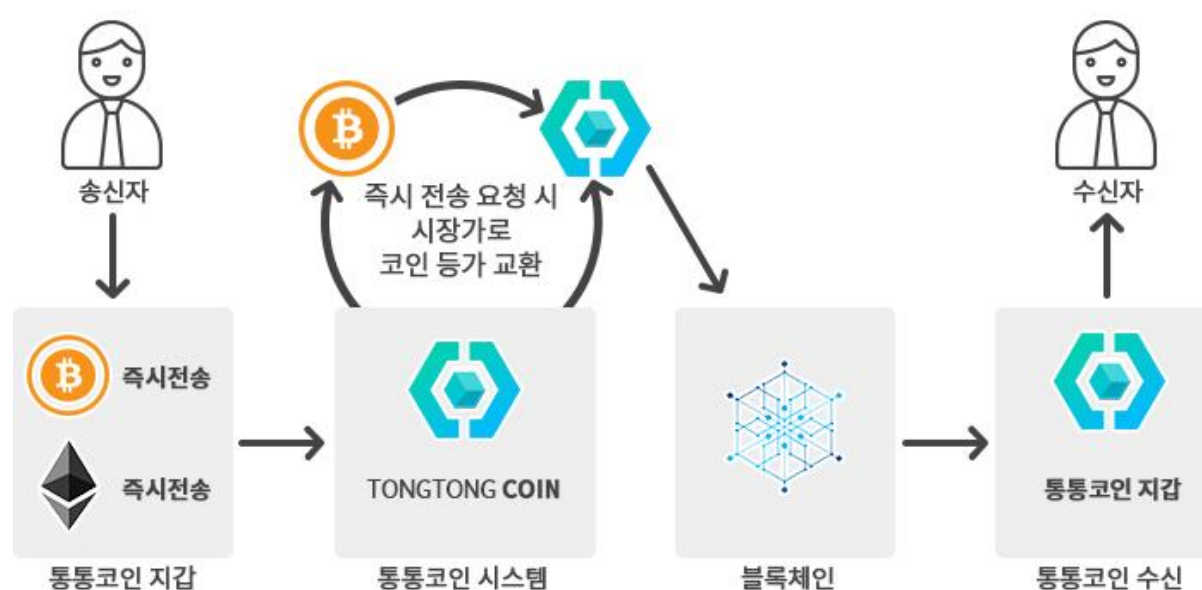 송신자
수신자
즉시 전송 요청 시
시장가로
코인 등가 교환
즉시전송
즉시전송
TONGTONG COIN
통통코인 지갑
통통코인 지갑
통통코인 시스템
블록체인
통통코인 수신